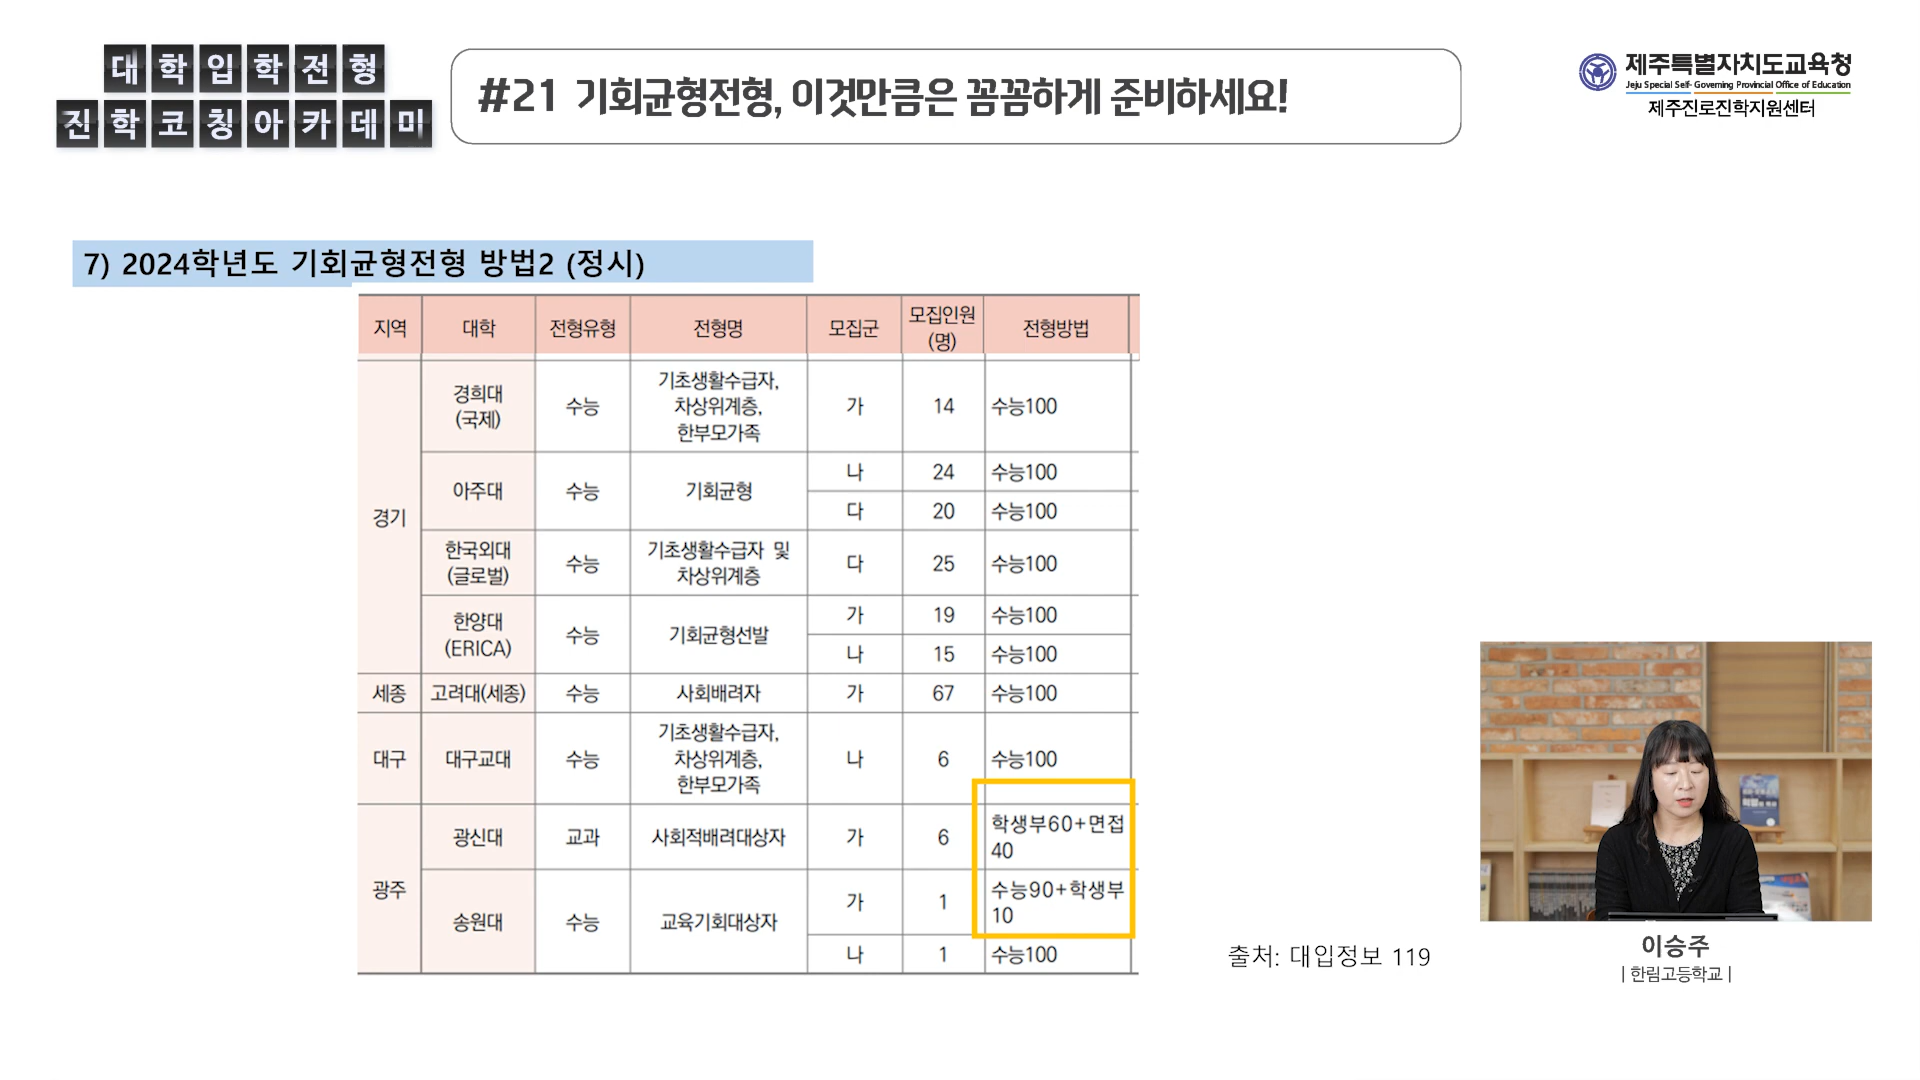 대학입학전형
진학코칭아카데미
#21 기회균형전형, 이것만큼은 꼼꼼하게 준비하세요!
제주특별자치도교육청
Jeju Special Self- Governing Provincial Office of Education
제주진로진학지원센터
7) 2024학년도 기회균형전형 방법2 (정시)
지역 대학 전형유형 전형명 모집군 모집인원 (명) 전형방법
경기 경희대 (국제) 수능 기초생활수급자, 차상위계층, 한부모가족 가 14 수능100
아주대 수능 기회균형 나 24 수능100
다 20 수능100
한국외대 (글로벌) 수능 기초생활수급자 및 차상위계층 다 25 수능100
한양대 (ERICA) 수능 기회균형선발 가 19 수능100
나 15 수능100
세종 고려대(세종) 수능 사회배려자 가 67 수능100
대구 대구교대 수능 기초생활수급자, 차상위계층, 한부모가족 나 6 수능100
광주 광신대 교과 사회적배려대상자 가 6 학생부60+면접 40
송원대 수능 교육기회대상자 가 1 수능90+학생부 10
나 1 수능100
출처: 대입정보 119
이승주
| 한림고등학교 |